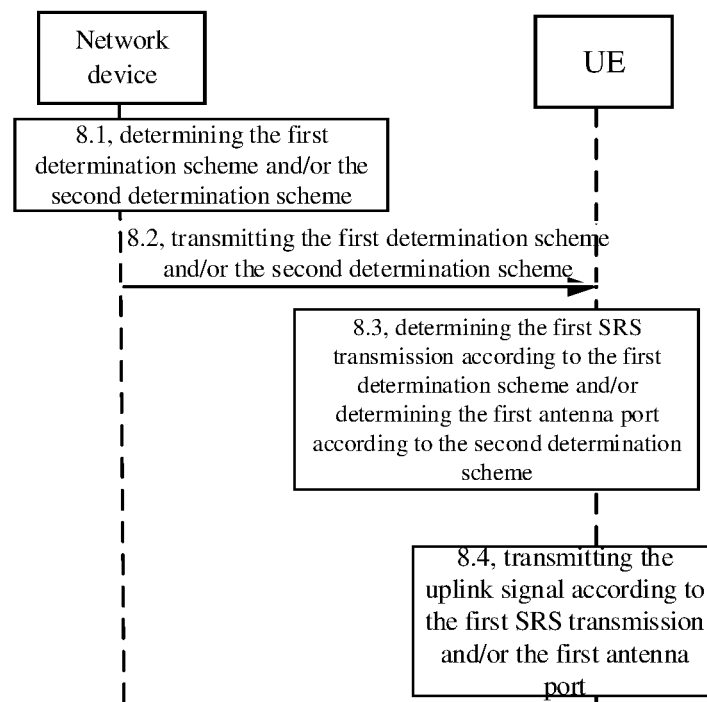 Network
device
UE
8.1, determining the first
determination scheme and/or the
second determination scheme
8.2, transmitting the first determination scheme
and/or the second determination scheme
8.3, determining the first SRS
transmission according to the first
determination scheme and/or
determining the first antenna port
according to the second determination
scheme
8.4, transmitting the
uplink signal according to
the first SRS transmission
and/or the first antenna
port